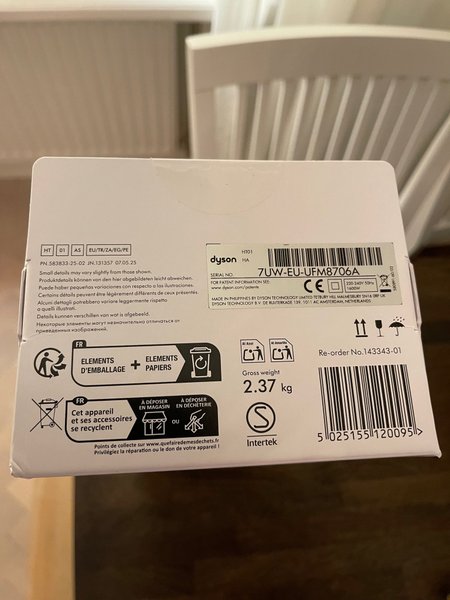 HT 01 AS EU/TR/ZA/EG/PE
PN.583833-25-02 JN.131357 07.05.25
Small details may vary slightly from those shown.
Produktdetails können von den hier abgebildeten leicht abweichen.
Puede haber pequeñas variaciones con respecto a las ilustraciones.
Certains détails peuvent être légèrement différents de ceux montrés.
Alcuni dettagli potrebbero variare leggermente rispetto
a quelli illustrati.
Details kunnen verschillen van wat is afgebeeld.
Некоторые элементы могут незначительно отличаться от
приведенных изображений.
dyson
HT01
HA
SERIAL NO.
7UW-EU-UFM8706A
FOR PATENT INFORMATION SEE:
www.dyson.com/patents
CE
220-240V 50Hz
1600W
MADE IN PHILIPPINES BY DYSON TECHNOLOGY LIMITED TETBURY HILL MALMESBURY SN16 0RP UK
DYSON TECHNOLOGY B.V. DE RUIJTERKADE 139, 1011 AC AMSTERDAM, NETHERLANDS
FR
ELEMENTS
D'EMBALLAGE
+
ELEMENTS
PAPIERS
FR
Cet appareil
et ses accessoires
se recyclent
À DÉPOSER
EN MAGASIN
OU
À DÉPOSER
EN DÉCHÈTERIE
Points de collecte sur www.quefairedemesdechets.fr
Privilégiez la réparation ou le don de votre appareil !
Gross weight
2.37 kg
Intertek
Re-order No.143343-01
5 025155 120095 >